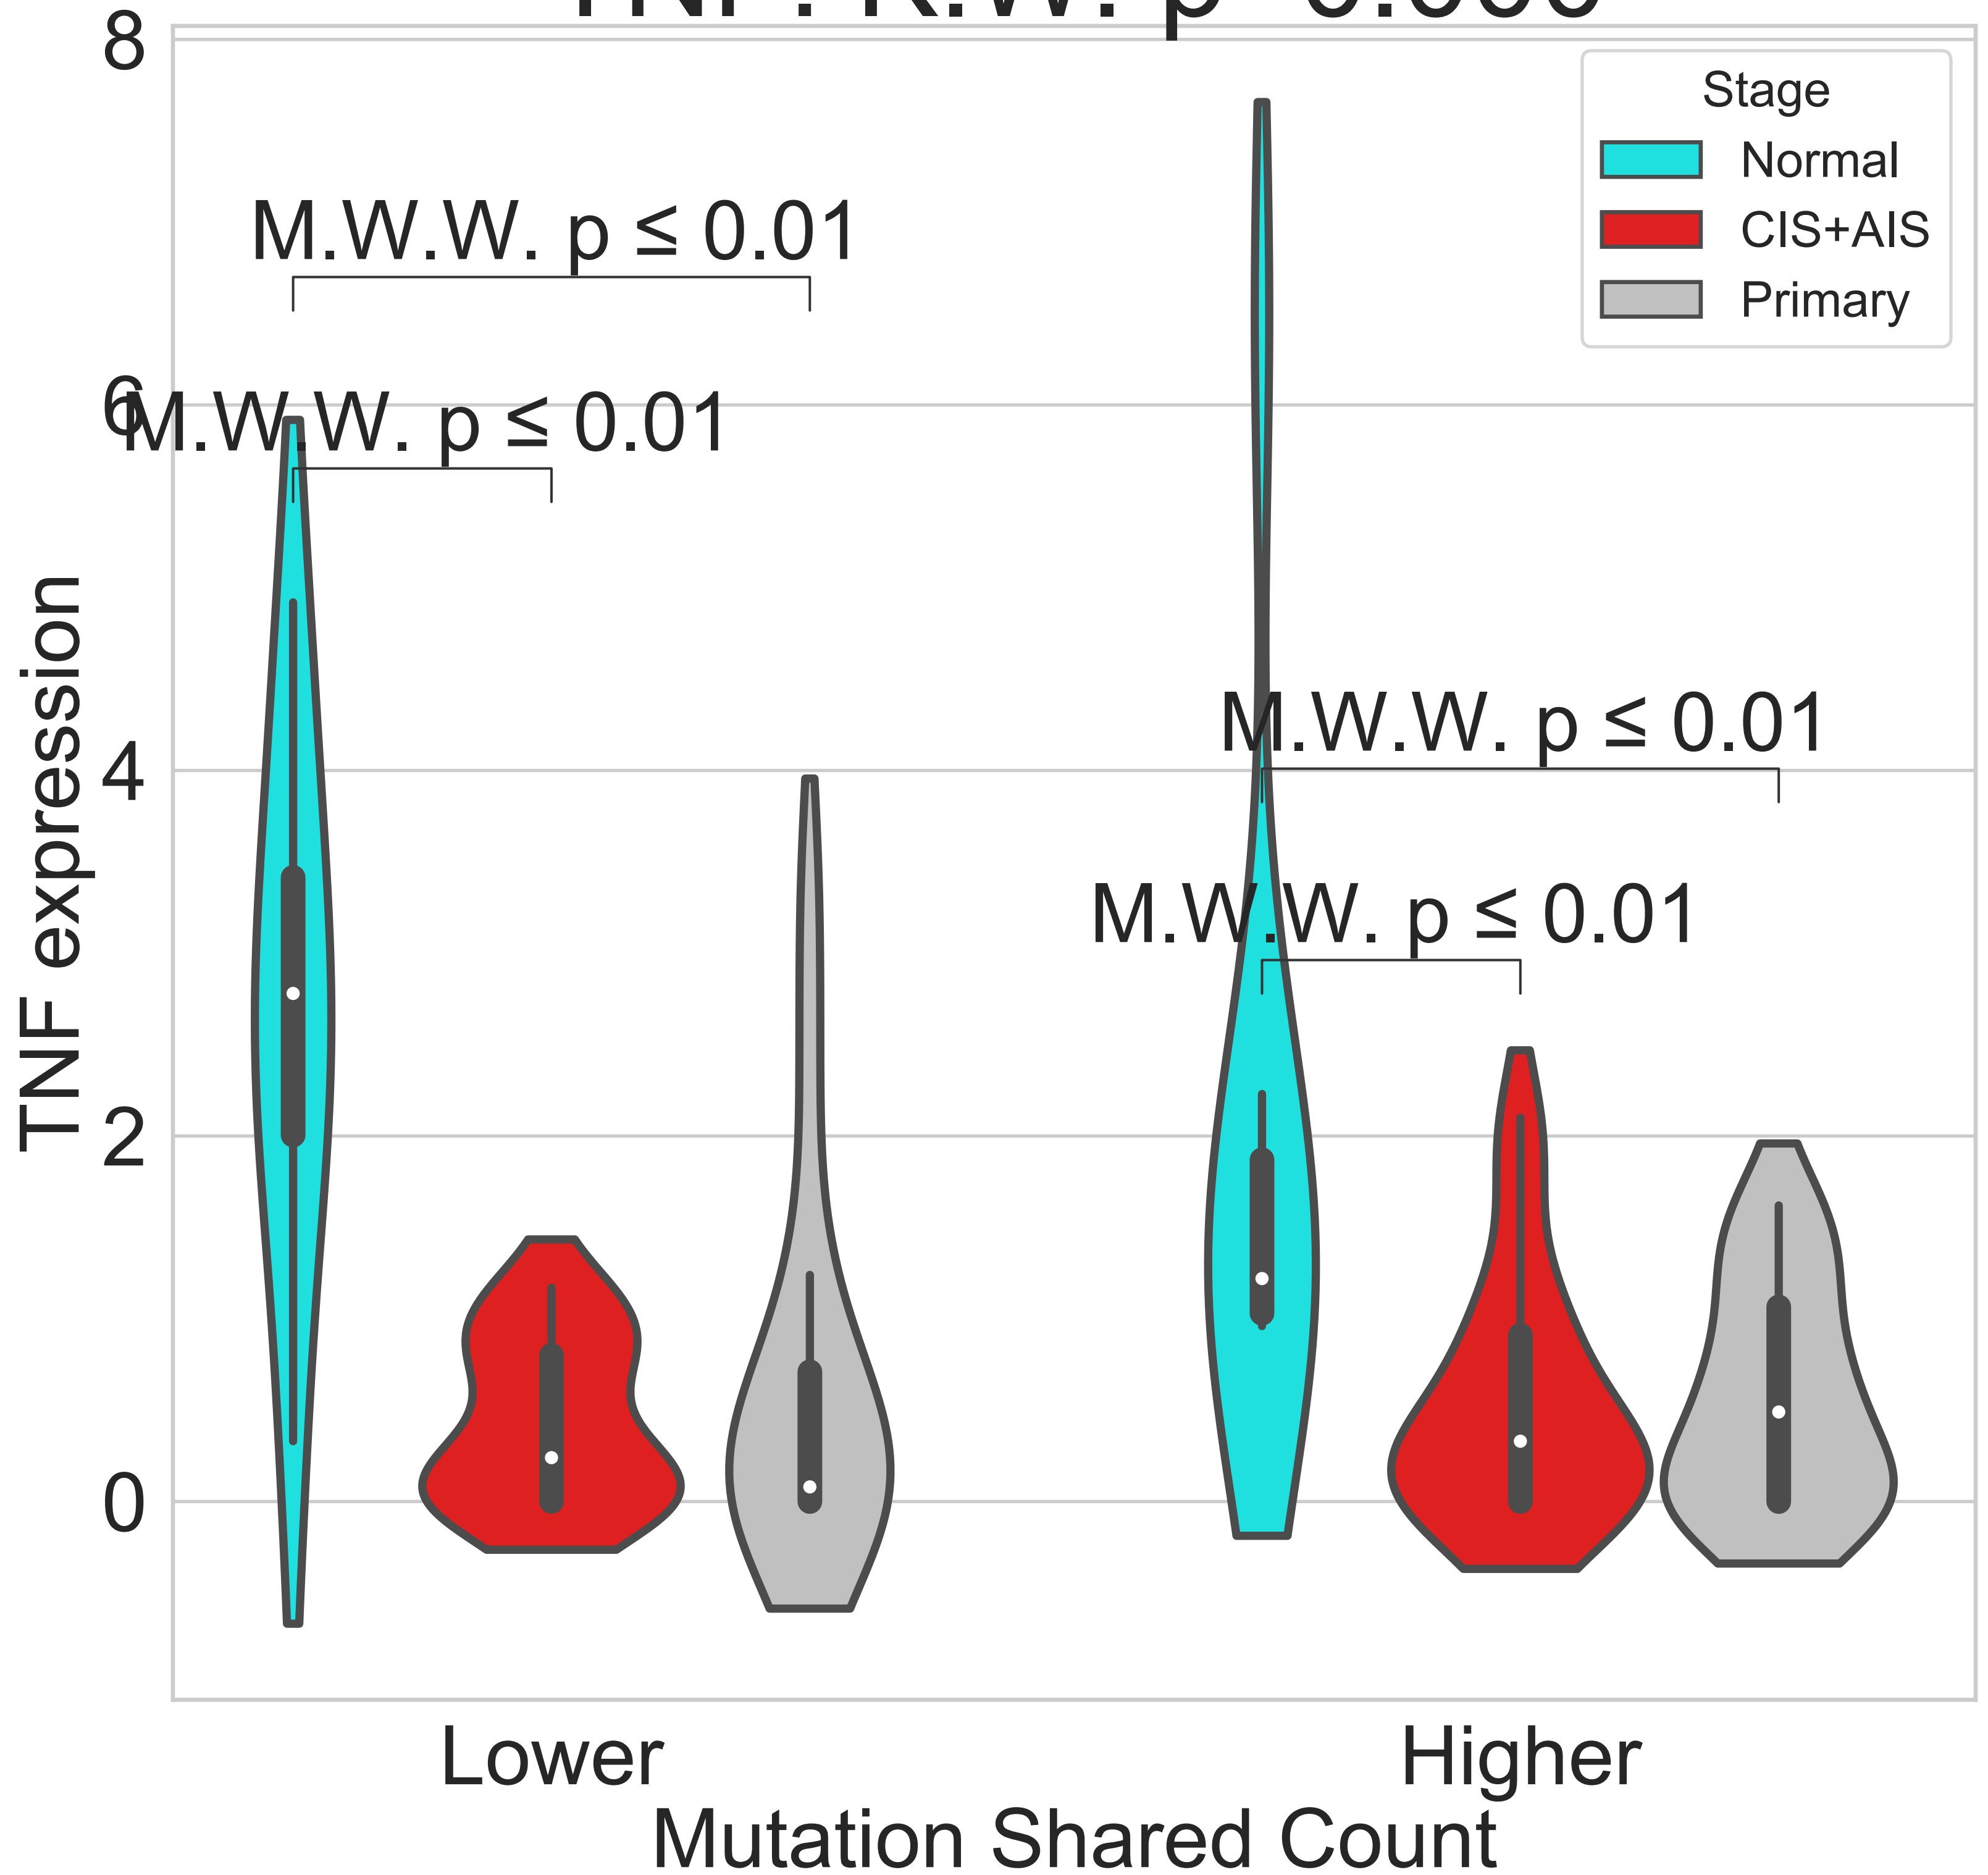 8
Stage
Normal
CIS+AIS
Primary
M.W.W. p ≤ 0.01
6
M.W.W. p ≤ 0.01
M.W.W. p ≤ 0.01
4
M.W.W. p ≤ 0.01
TNF expression
2
0
Lower
Higher
Mutation Shared Count